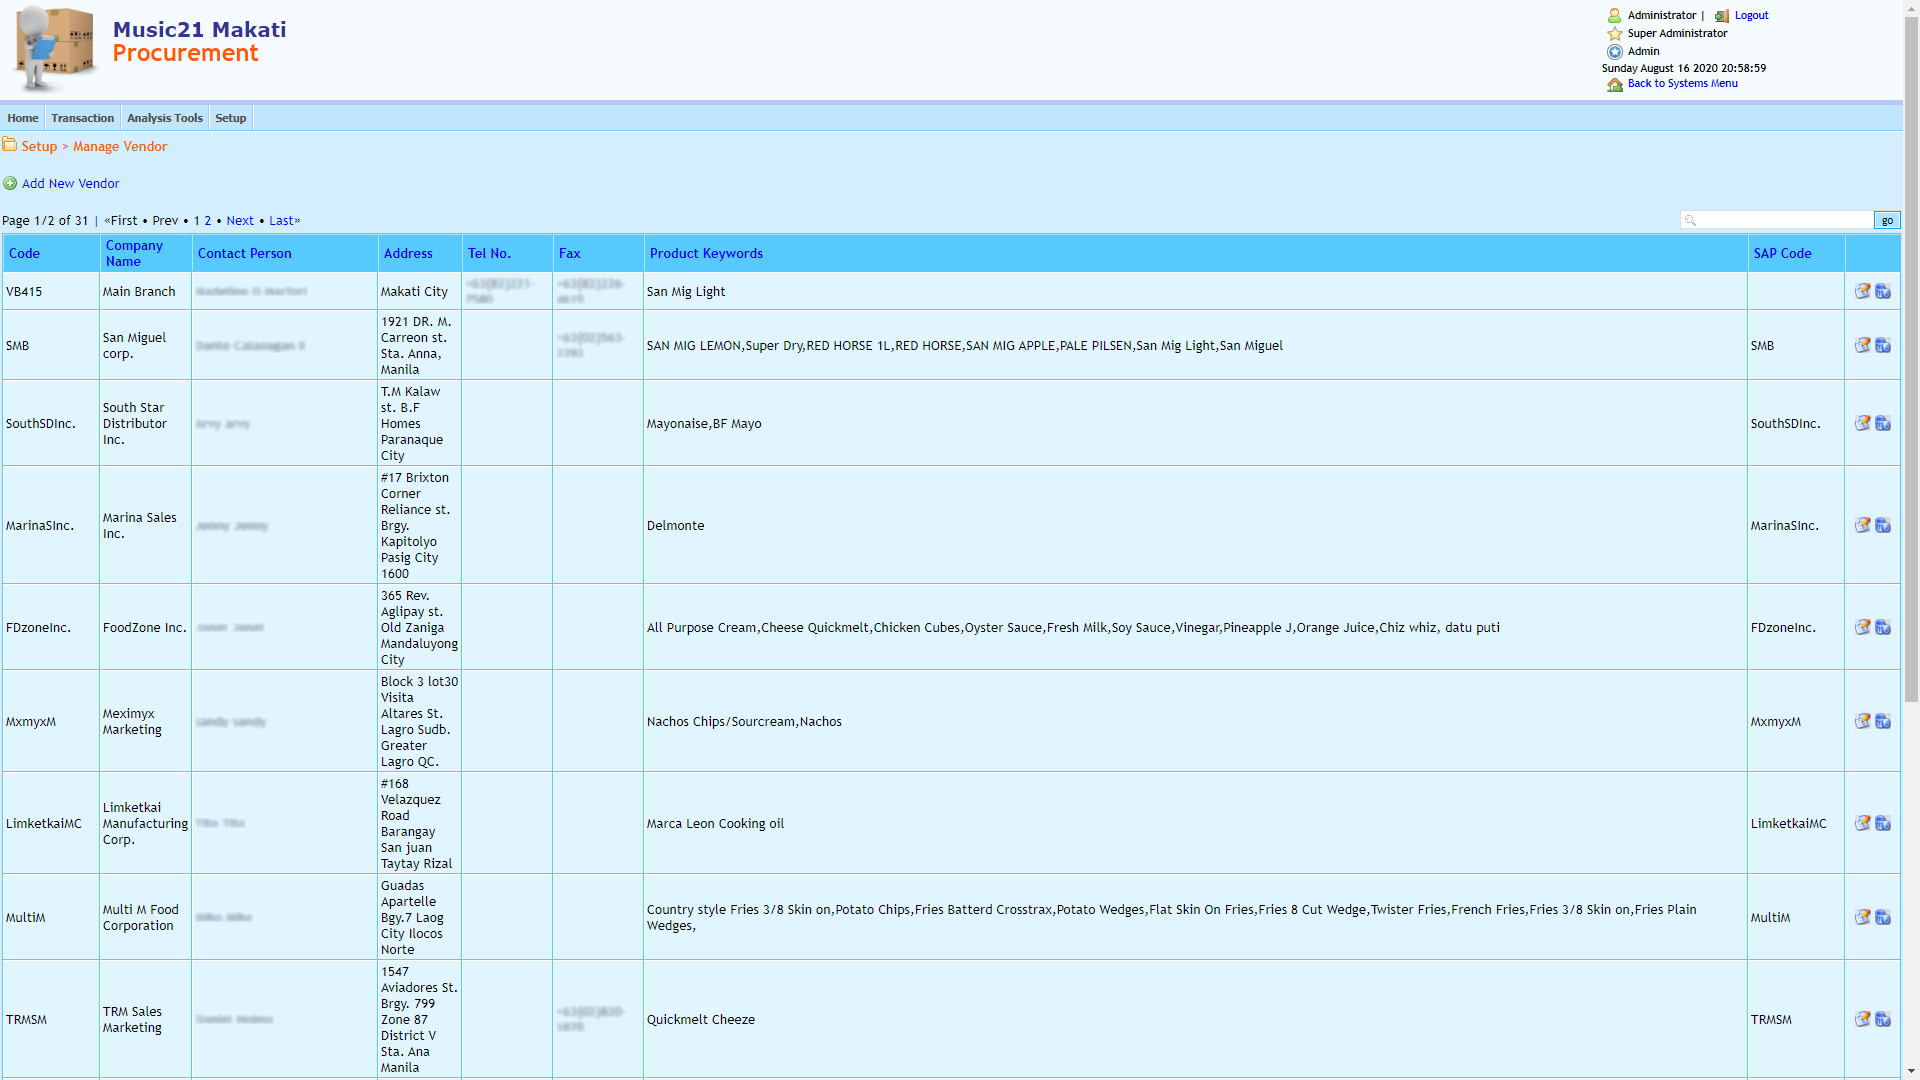 Music21 Makati
Procurement
Administrator | Logout
Super Administrator
Admin
Sunday August 16 2020 20:58:59
Back to Systems Menu
Home Transaction Analysis Tools Setup
Setup > Manage Vendor
Add New Vendor
Page 1/2 of 31 | «First • Prev • 1 2 • Next • Last»
go
Code Company Name Contact Person Address Tel No. Fax Product Keywords SAP Code
VB415 Main Branch Makati City San Mig Light
SMB
San Miguel
corp.
1921 DR. M.
Carreon st.
Sta. Anna,
Manila
SAN MIG LEMON,Super Dry,RED HORSE 1L,RED HORSE,SAN MIG APPLE,PALE PILSEN,San Mig Light,San Miguel
SMB
SouthSDInc.
South Star
Distributor
Inc.
T.M Kalaw
st. B.F
Homes
Paranaque
City
Mayonaise,BF Mayo
SouthSDInc.
MarinaSInc.
Marina Sales
Inc.
#17 Brixton
Corner
Reliance st.
Brgy.
Kapitolyo
Pasig City
1600
Delmonte
MarinaSInc.
FDzoneInc.
FoodZone Inc.
365 Rev.
Aglipay st.
Old Zaniga
Mandaluyong
City
All Purpose Cream,Cheese Quickmelt,Chicken Cubes,Oyster Sauce,Fresh Milk,Soy Sauce,Vinegar,Pineapple J,Orange Juice,Chiz whiz, datu puti
FDzoneInc.
MxmyxM
Meximyx
Marketing
Block 3 lot30
Visita
Altares St.
Lagro Sudb.
Greater
Lagro QC.
Nachos Chips/Sourcream,Nachos
MxmyxM
LimketkaiMC
Limketkai
Manufacturing
Corp.
#168
Velazquez
Road
Barangay
San juan
Taytay Rizal
Marca Leon Cooking oil
LimketkaiMC
MultiM
Multi M Food
Corporation
Guadas
Apartelle
Bgy.7 Laog
City Ilocos
Norte
Country style Fries 3/8 Skin on,Potato Chips,Fries Batterd Crosstrax,Potato Wedges,Flat Skin On Fries,Fries 8 Cut Wedge,Twister Fries,French Fries,Fries 3/8 Skin on,Fries Plain
Wedges,
MultiM
TRMSM
TRM Sales
Marketing
1547
Aviadores St.
Brgy. 799
Zone 87
District V
Sta. Ana
Manila
Quickmelt Cheeze
TRMSM